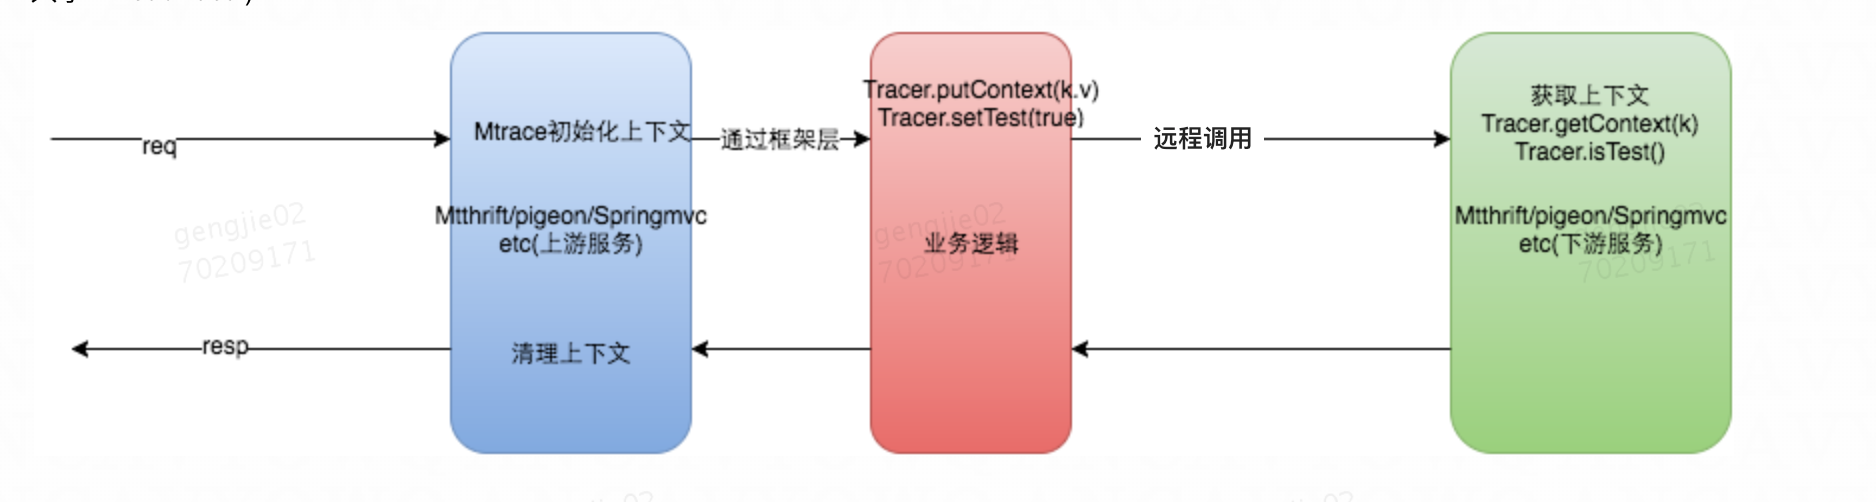 req
Mtrace初始化上下文
Mtthrift/pigeon/Springmvc
etc(上游服务)
清理上下文
resp
通过框架层
Tracer.putContext(k.v)
Tracer.setTest(true)
业务逻辑
远程调用
获取上下文
Tracer.getContext(k)
Tracer.isTest()
Mtthrift/pigeon/Springmvc
etc(下游服务)
gengjie02
70209171
gengjie02
70209171
70209171